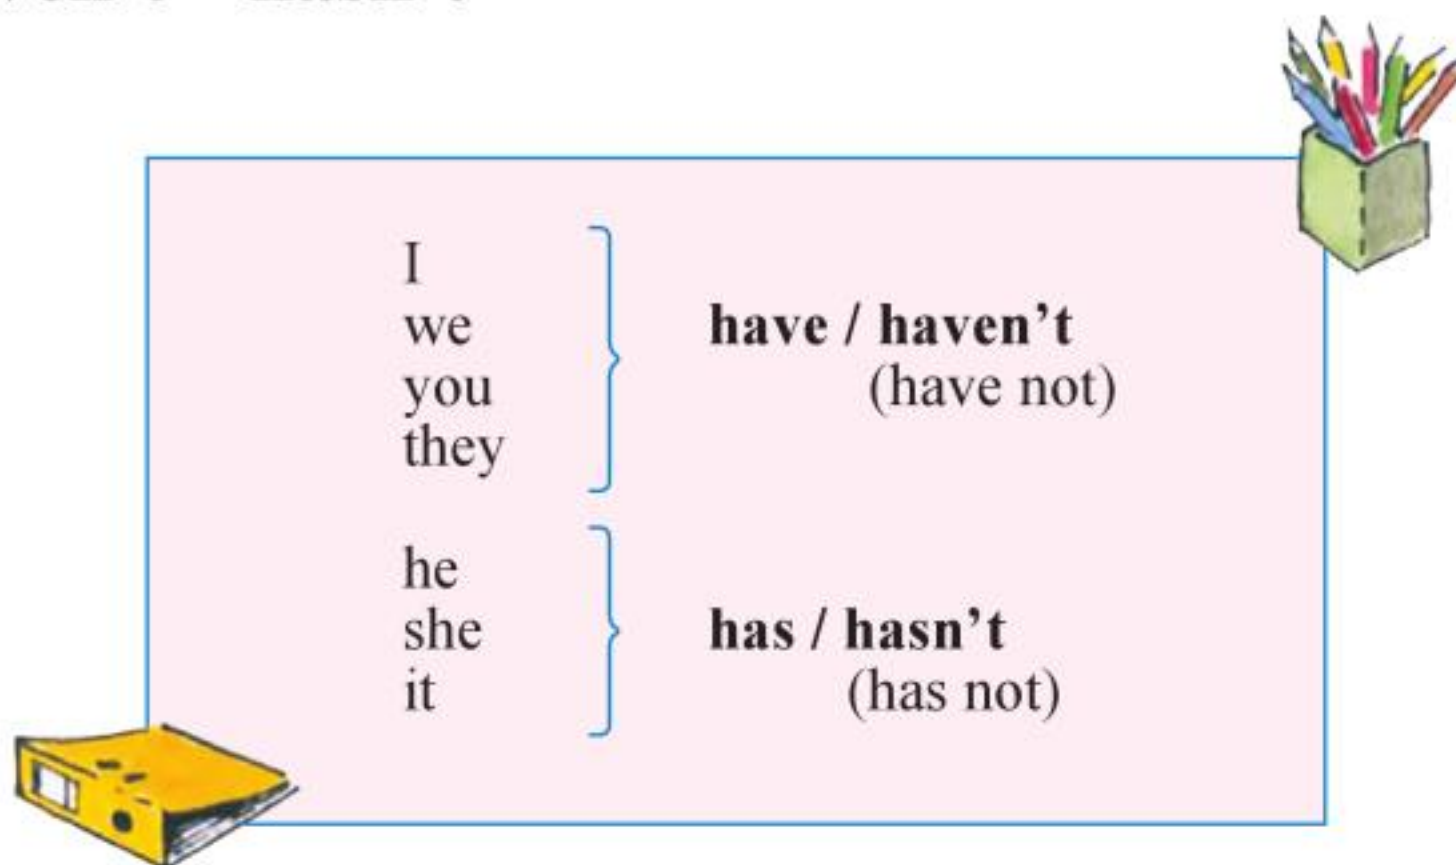 I
we
you
they
have / haven’t
(have not)
he
she
it
has / hasn’t
(has not)